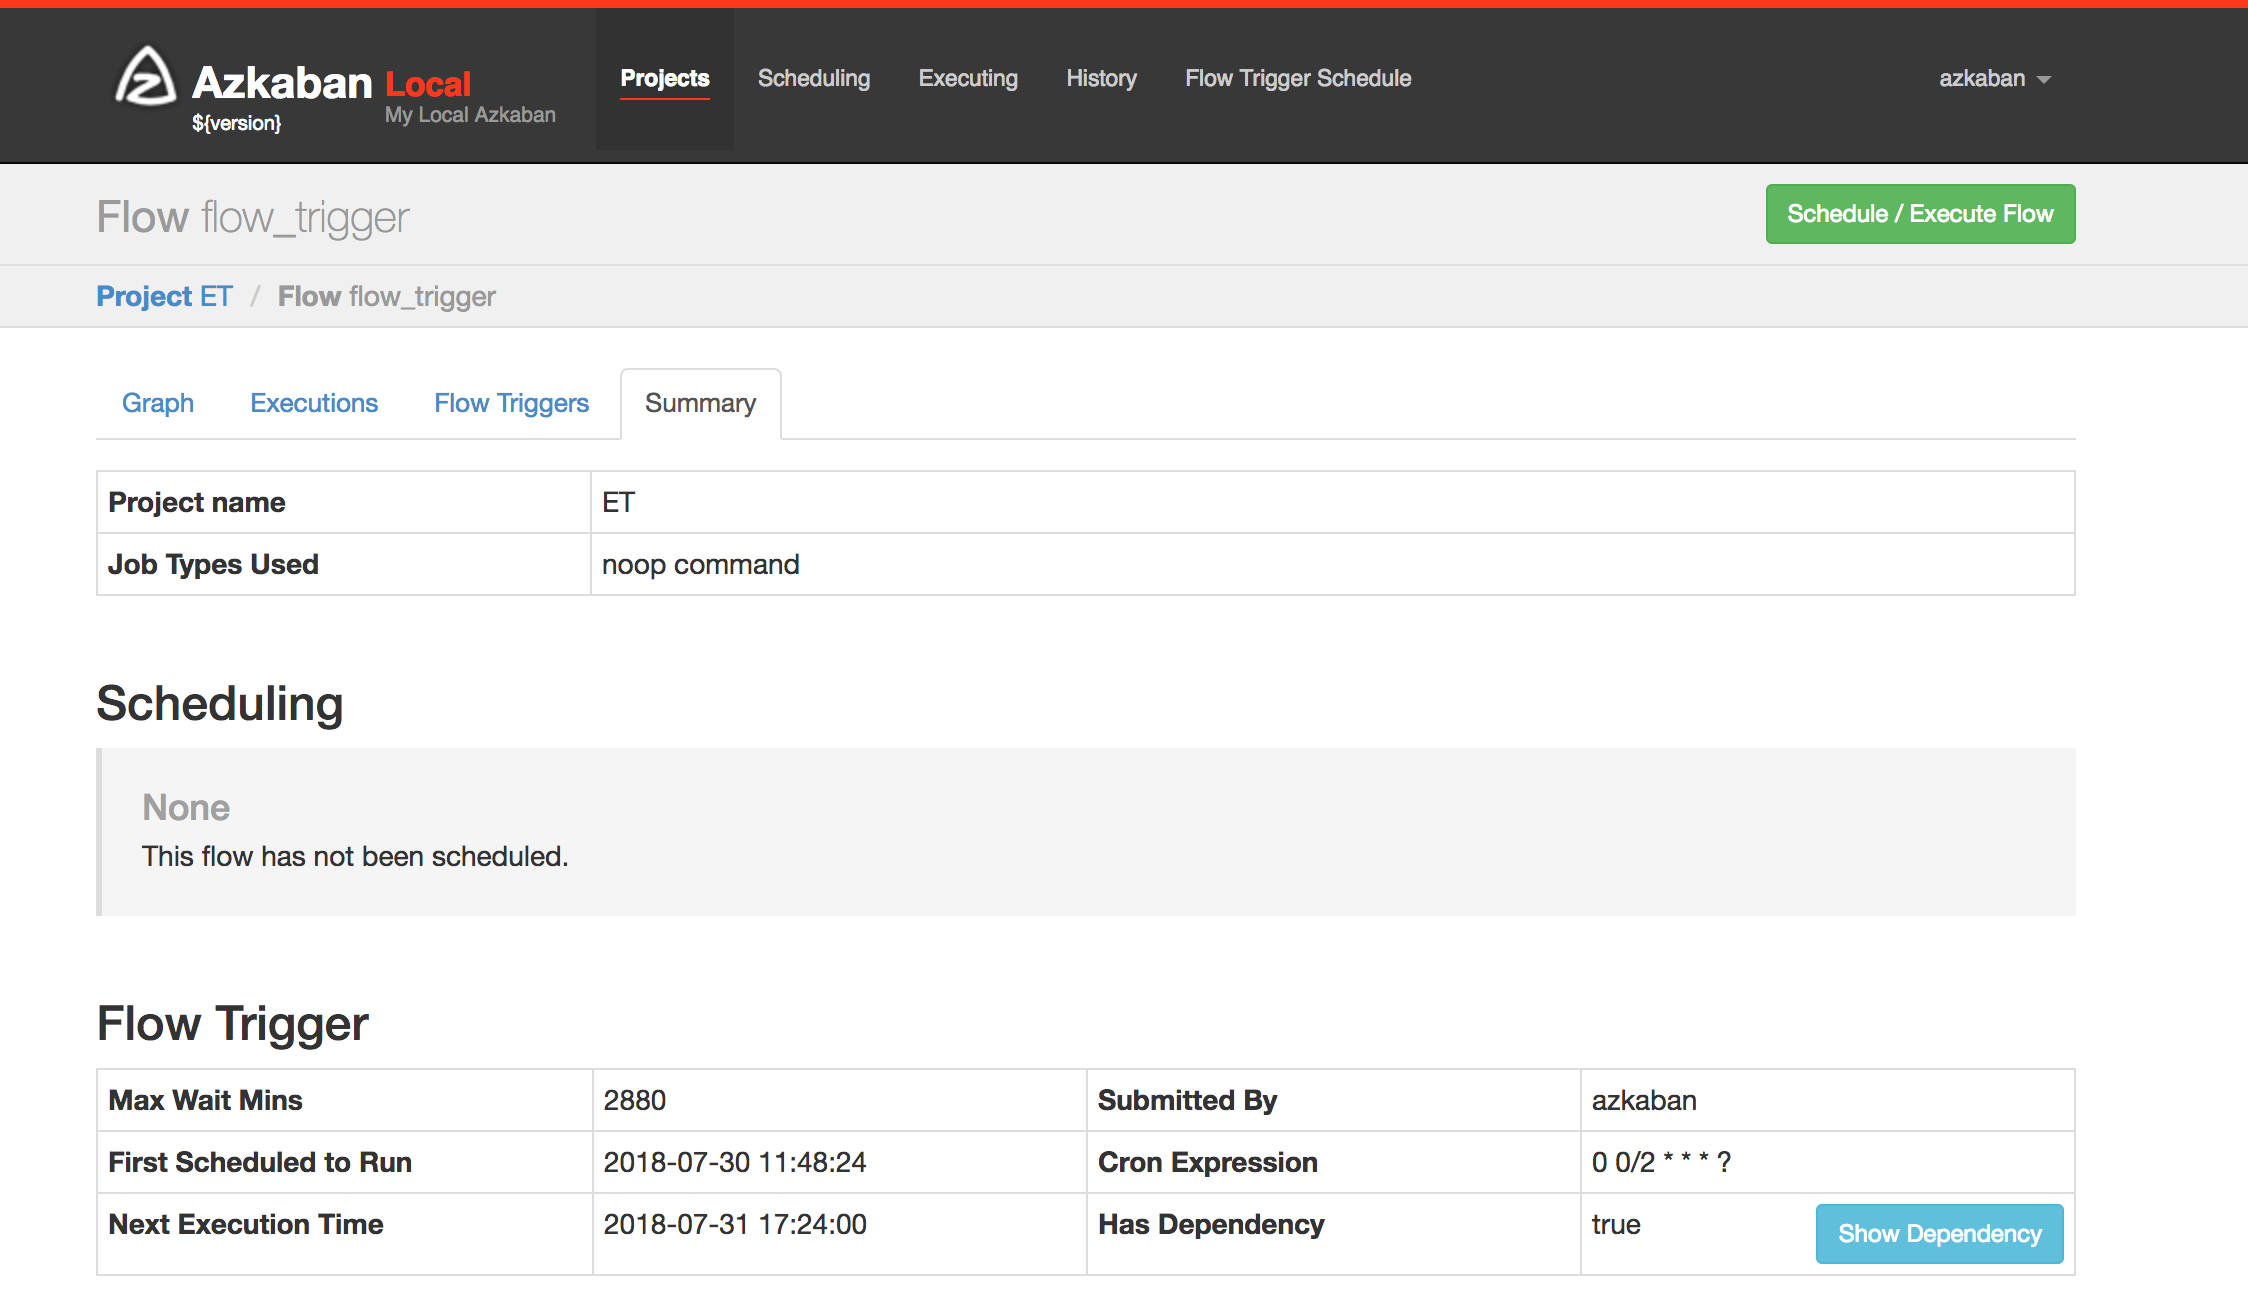 Azkaban Local
${version} My Local Azkaban
Projects Scheduling Executing History Flow Trigger Schedule azkaban
Flow flow_trigger
Schedule / Execute Flow
Project ET / Flow flow_trigger
Graph Executions Flow Triggers Summary
Project name ET
Job Types Used noop command
Scheduling
None
This flow has not been scheduled.
Flow Trigger
Max Wait Mins 2880 Submitted By azkaban
First Scheduled to Run 2018-07-30 11:48:24 Cron Expression 0 0/2 * * * ?
Next Execution Time 2018-07-31 17:24:00 Has Dependency true Show Dependency